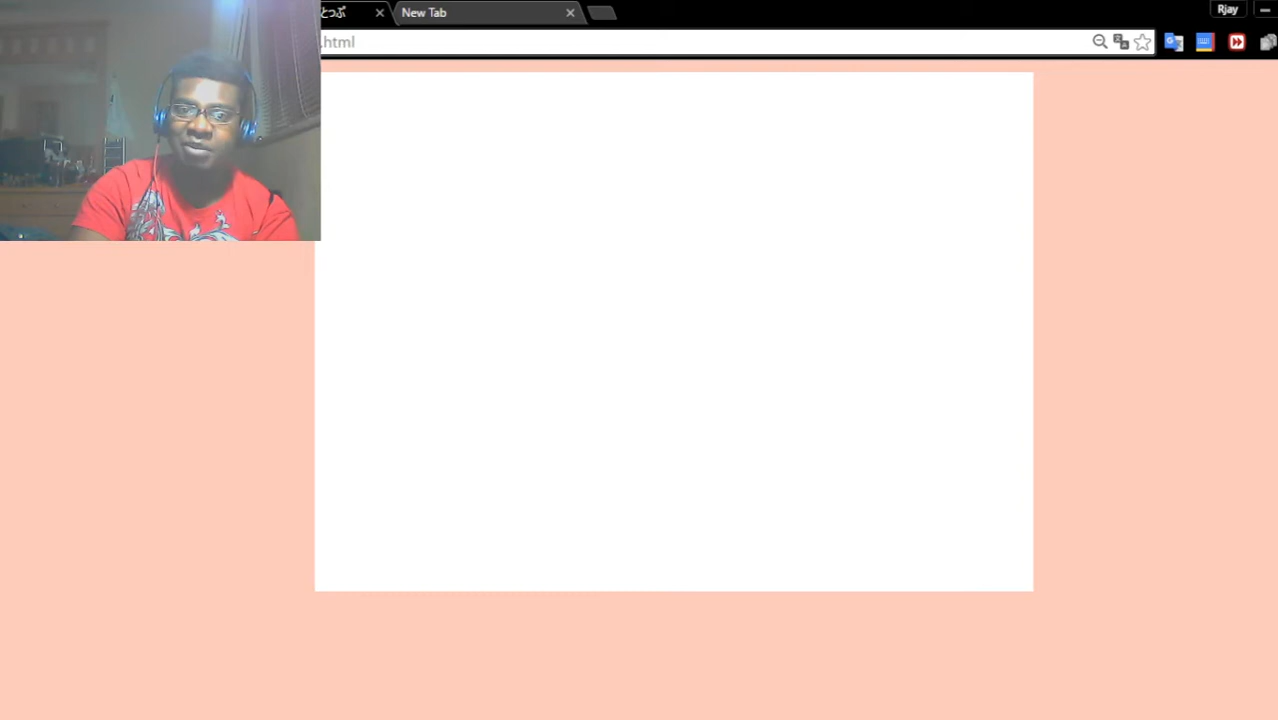 とっぷ
New Tab
Rjay
.html